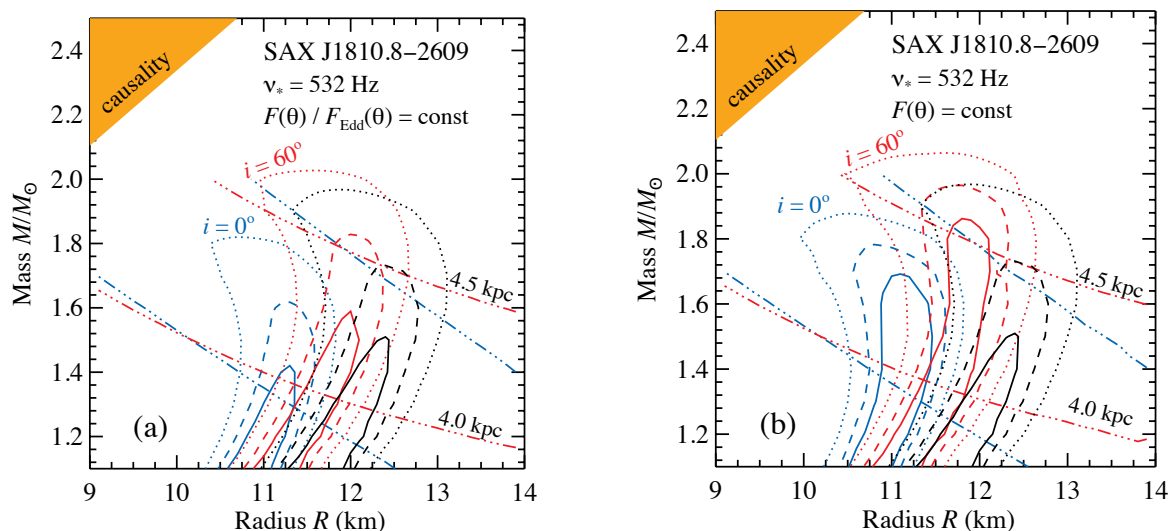 2.4
2.2
2.0
1.8
1.6
1.4
1.2
Mass M/M☉
causality
SAX J1810.8−2609
ν* = 532 Hz
F(θ) / F_Edd(θ) = const
i = 60°
i = 0°
4.5 kpc
4.0 kpc
(a)
9 10 11 12 13 14
Radius R (km)
2.4
2.2
2.0
1.8
1.6
1.4
1.2
Mass M/M☉
causality
SAX J1810.8−2609
ν* = 532 Hz
F(θ) = const
i = 60°
i = 0°
4.5 kpc
4.0 kpc
(b)
9 10 11 12 13 14
Radius R (km)